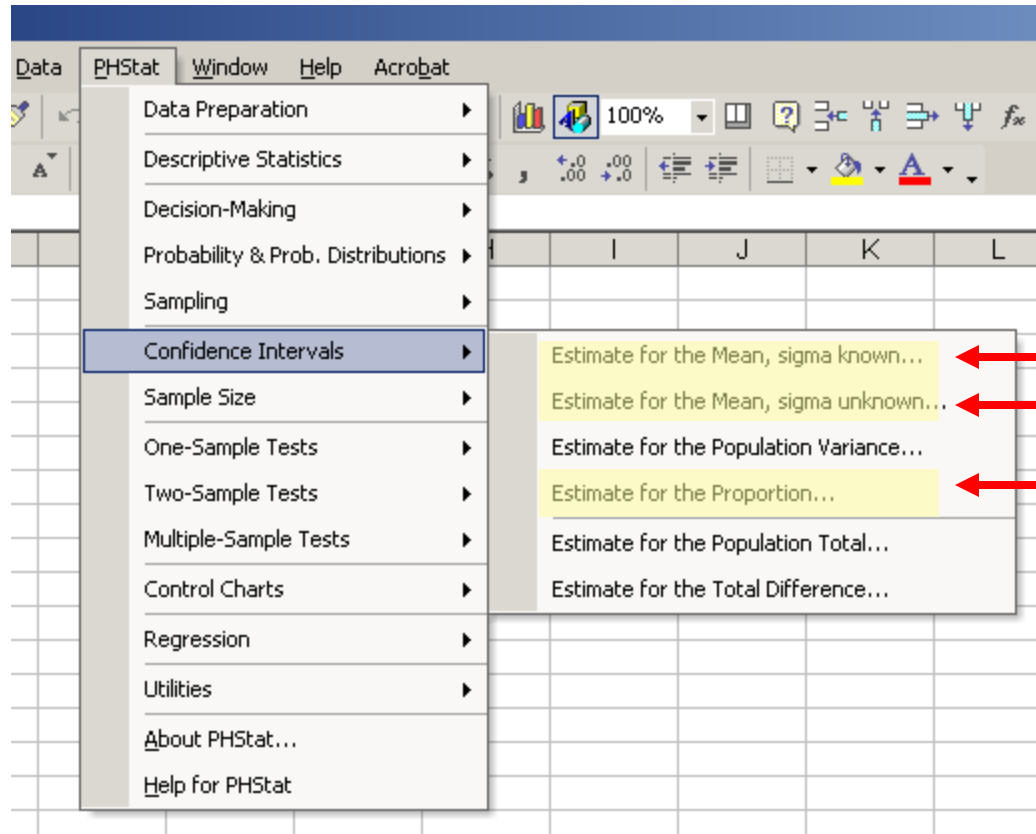 Data PHStat Window Help Acrobat
Data Preparation
100%
Descriptive Statistics
Decision-Making
Probability & Prob. Distributions
I J K L
Sampling
Confidence Intervals
Estimate for the Mean, sigma known...
Sample Size
Estimate for the Mean, sigma unknown...
One-Sample Tests
Estimate for the Population Variance...
Two-Sample Tests
Estimate for the Proportion...
Multiple-Sample Tests
Estimate for the Population Total...
Control Charts
Estimate for the Total Difference...
Regression
Utilities
About PHStat...
Help for PHStat